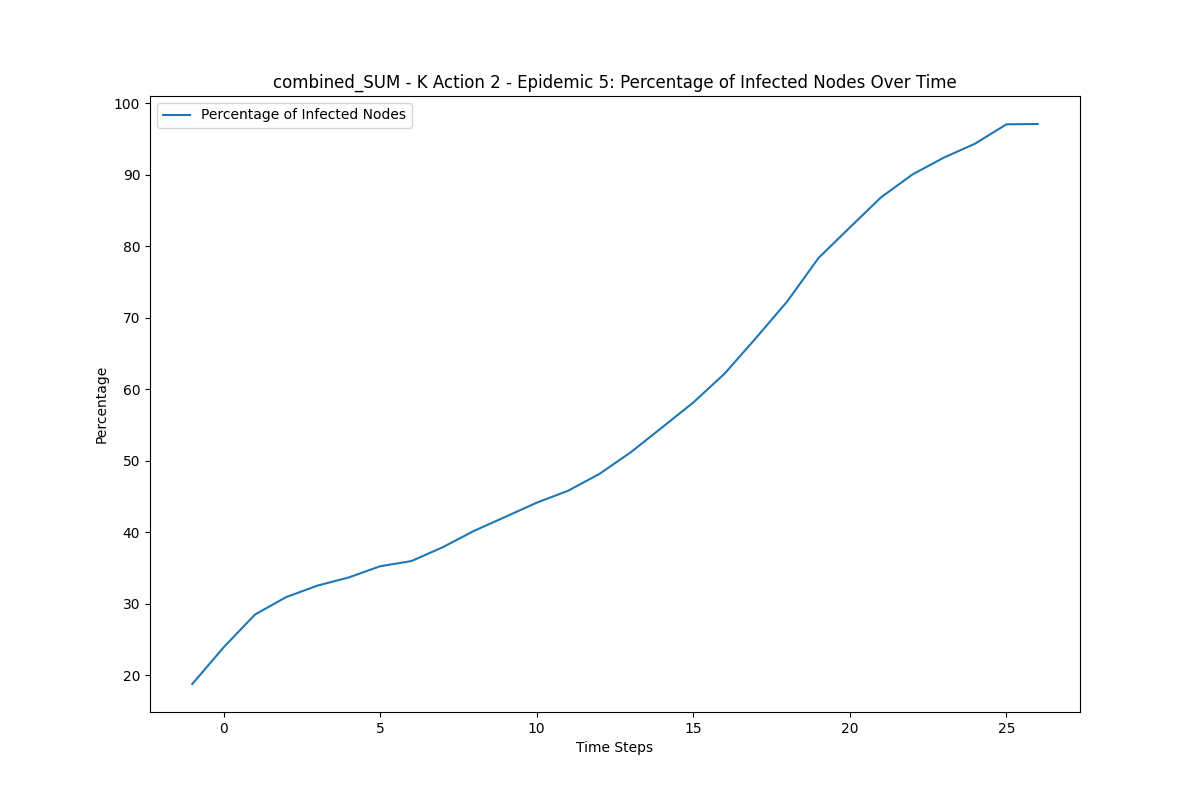 combined_SUM - K Action 2 - Epidemic 5: Percentage of Infected Nodes Over Time
Percentage of Infected Nodes
100
90
80
70
60
50
40
30
20
Percentage
0 5 10 15 20 25
Time Steps